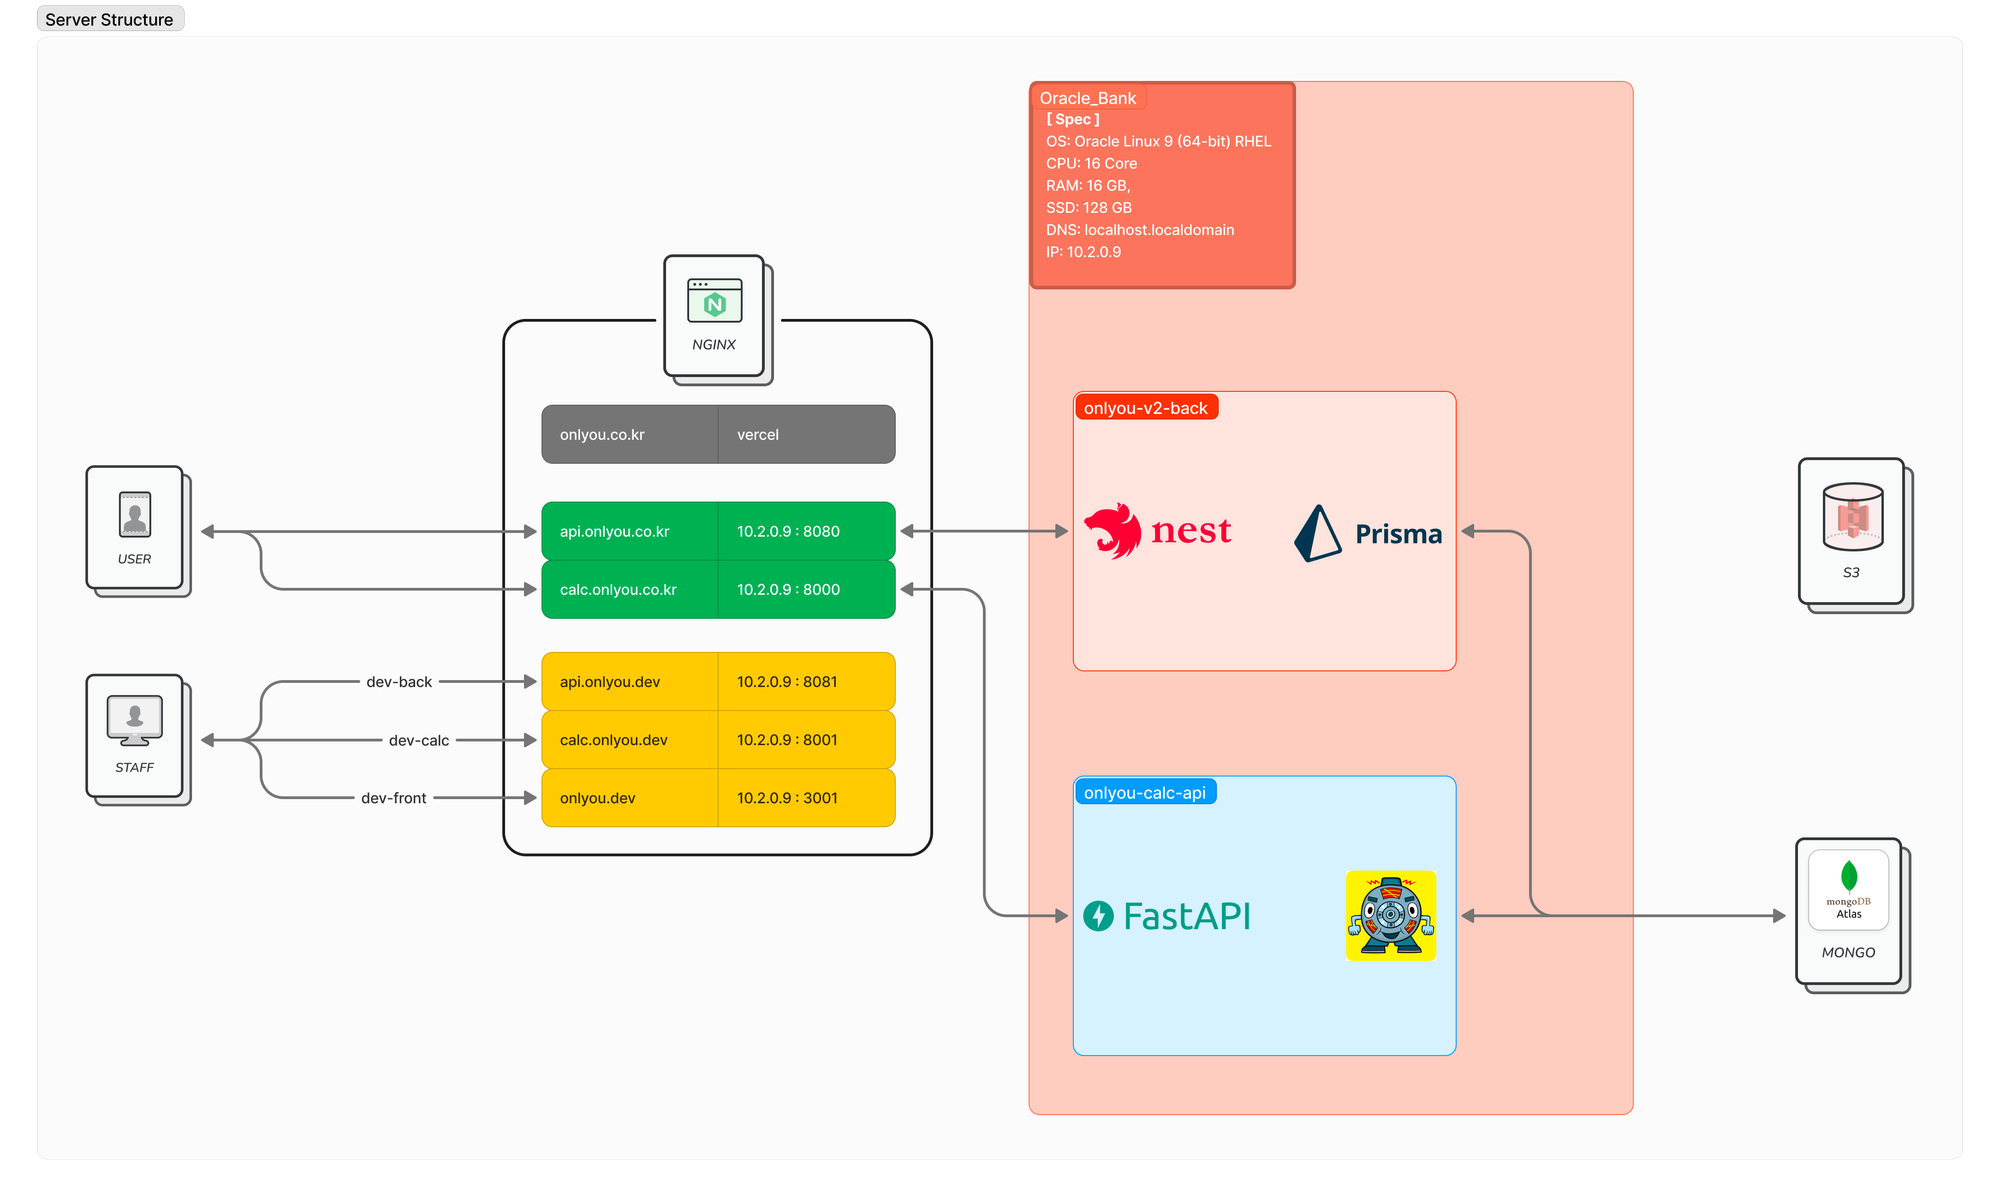 Server Structure
Oracle_Bank
[ Spec ]
OS: Oracle Linux 9 (64-bit) RHEL
CPU: 16 Core
RAM: 16 GB,
SSD: 128 GB
DNS: localhost.localdomain
IP: 10.2.0.9
NGINX
onlyou.co.kr vercel
api.onlyou.co.kr 10.2.0.9 : 8080
calc.onlyou.co.kr 10.2.0.9 : 8000
api.onlyou.dev 10.2.0.9 : 8081
calc.onlyou.dev 10.2.0.9 : 8001
onlyou.dev 10.2.0.9 : 3001
USER
STAFF
dev-back
dev-calc
dev-front
onlyou-v2-back
nest
Prisma
onlyou-calc-api
FastAPI
S3
mongoDB
Atlas
MONGO